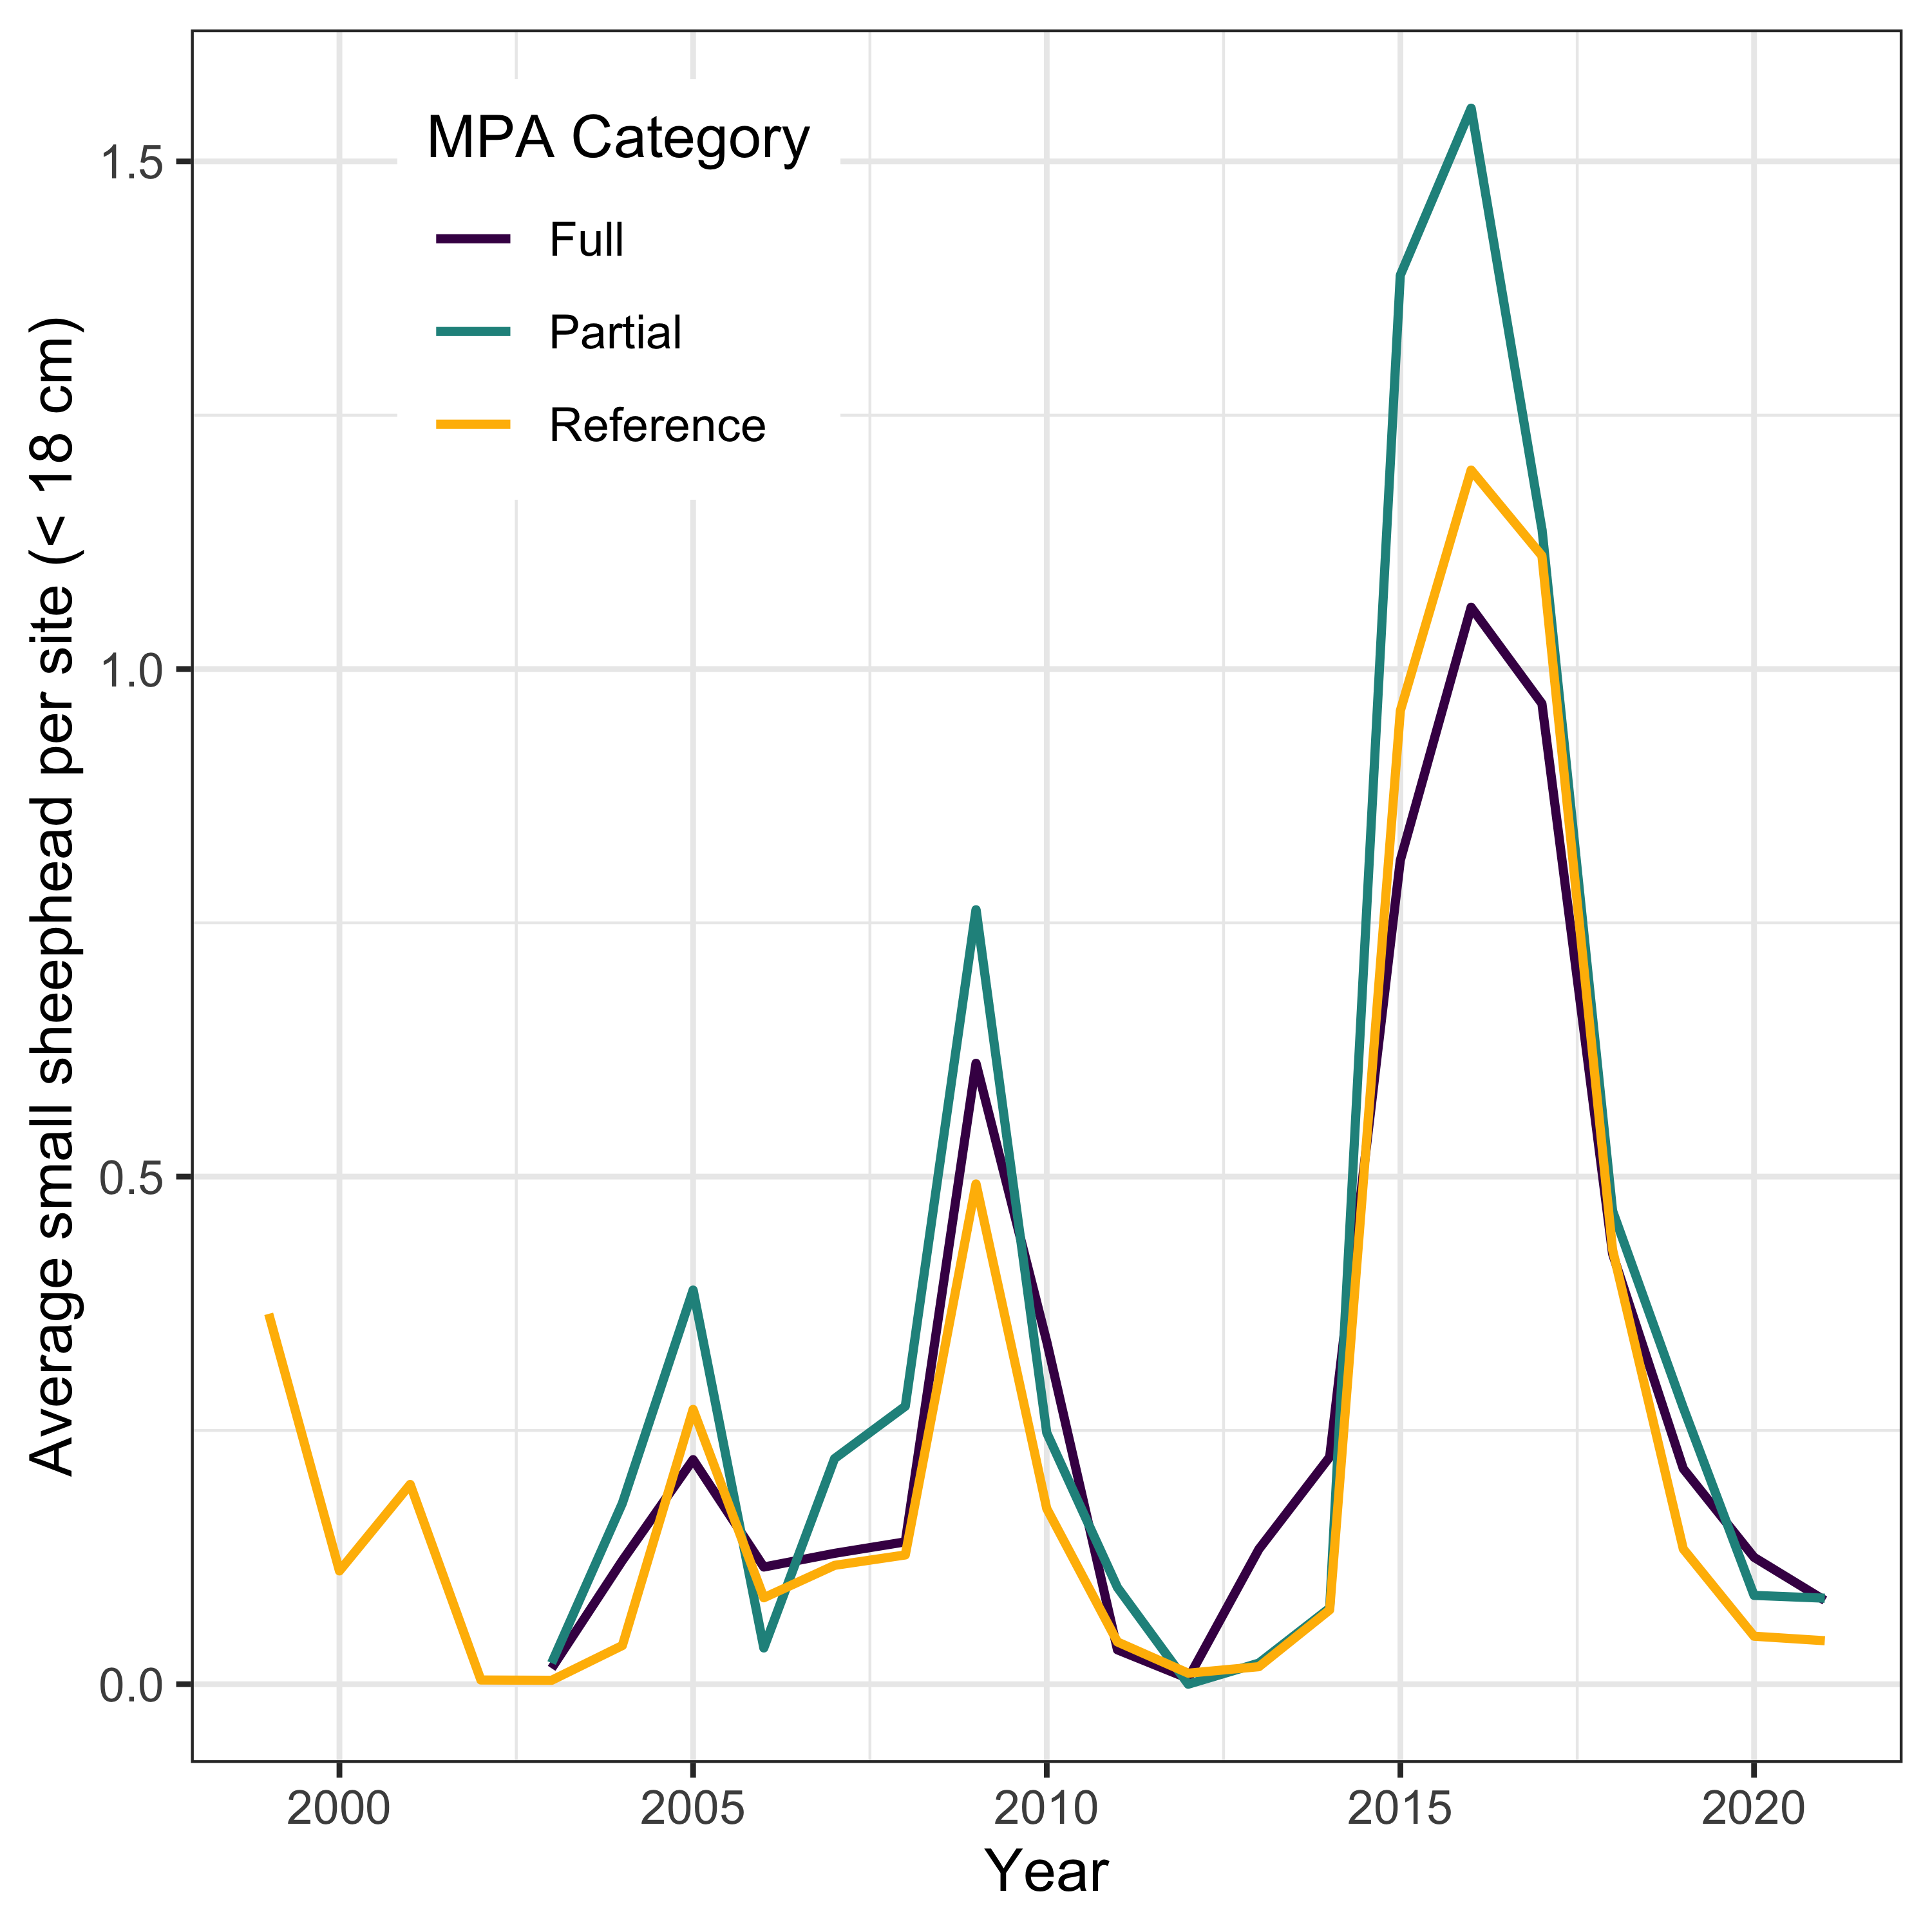 MPA Category
Full
Partial
Reference
Average small sheephead per site (< 18 cm)
1.5
1.0
0.5
0.0
2000 2005 2010 2015 2020
Year